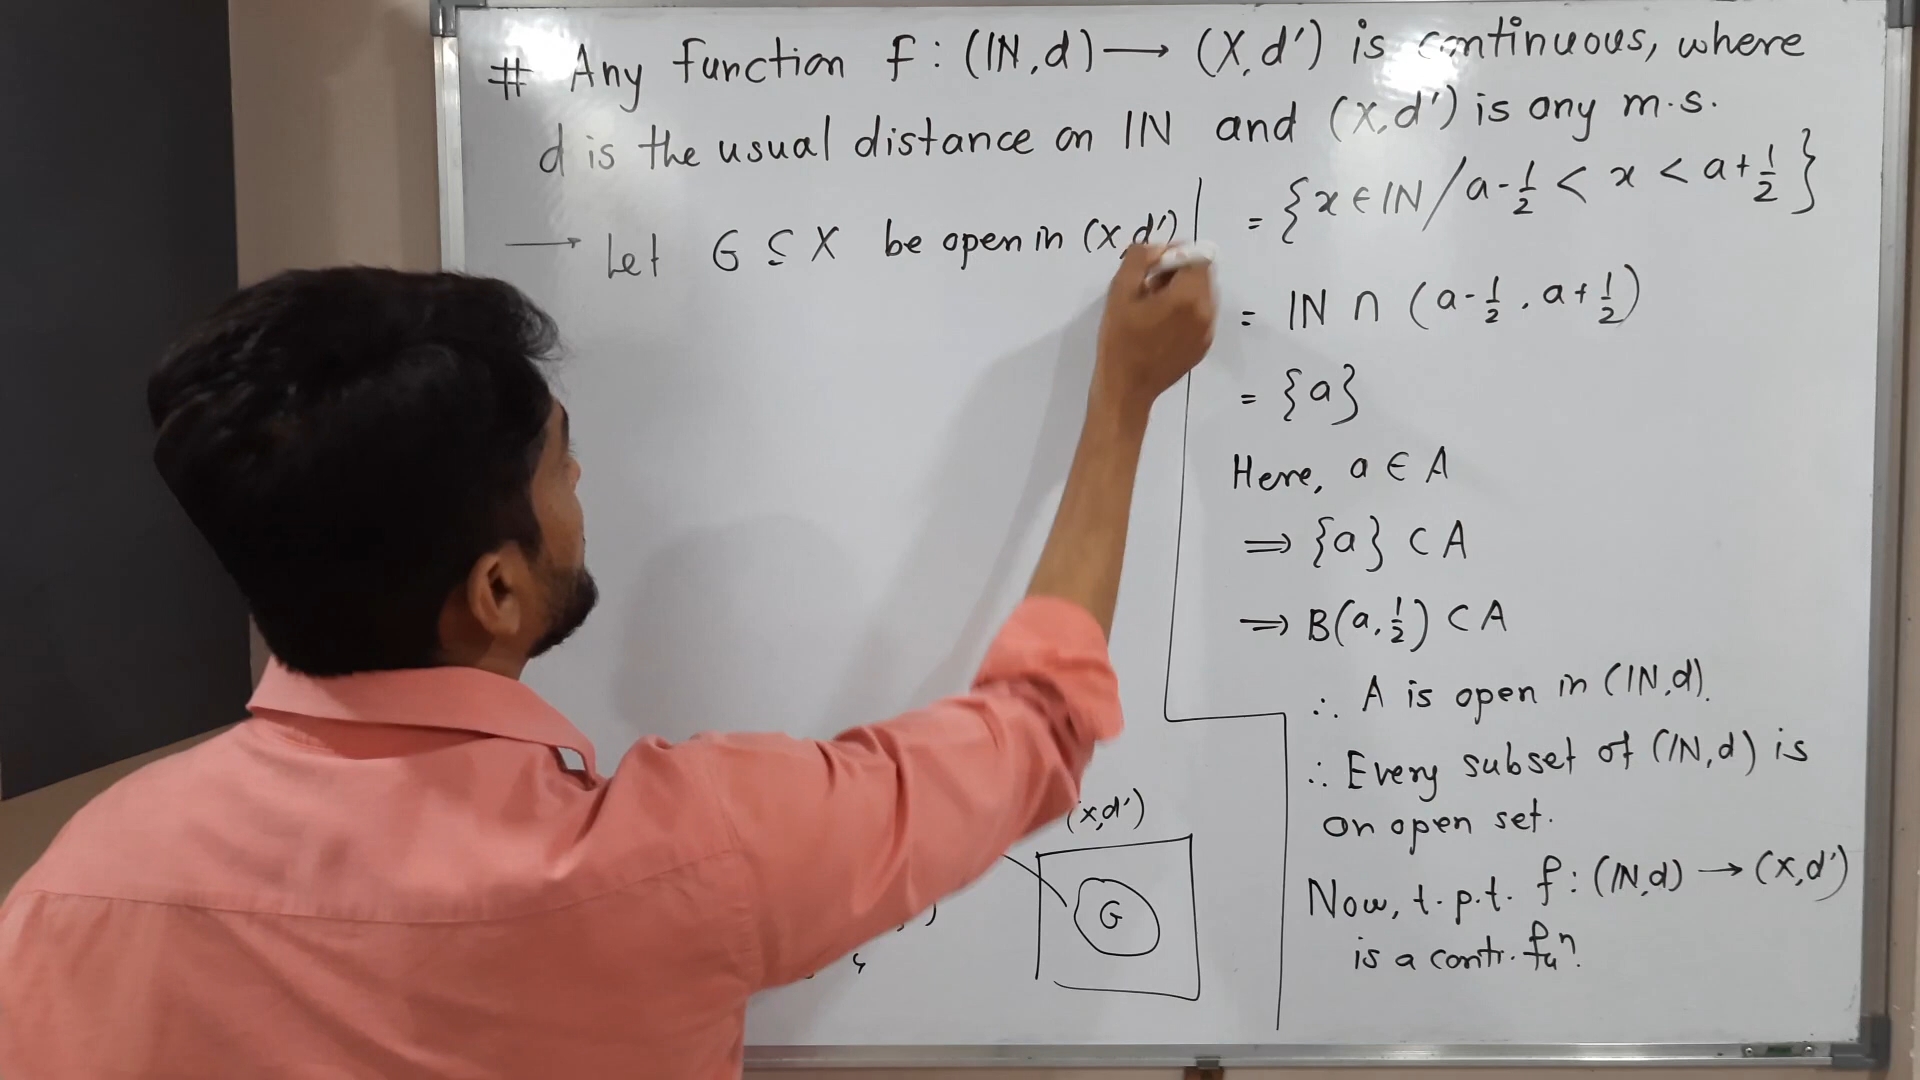 # Any function f : (IN, d) ⟶ (X, d') is continuous, where
d is the usual distance on IN and (X, d') is any m.s.
⟶ Let G ⊆ X be open in (X, d')
= {x ∈ IN / a - 1/2 < x < a + 1/2}
= IN ∩ (a - 1/2, a + 1/2)
= {a}
Here, a ∈ A
⇒ {a} ⊂ A
⇒ B(a, 1/2) ⊂ A
∴ A is open in (IN, d).
∴ Every subset of (IN, d) is
an open set.
Now, t.p.t. f : (IN, d) ⟶ (X, d')
is a contr. fuⁿ.
(X, d')
G